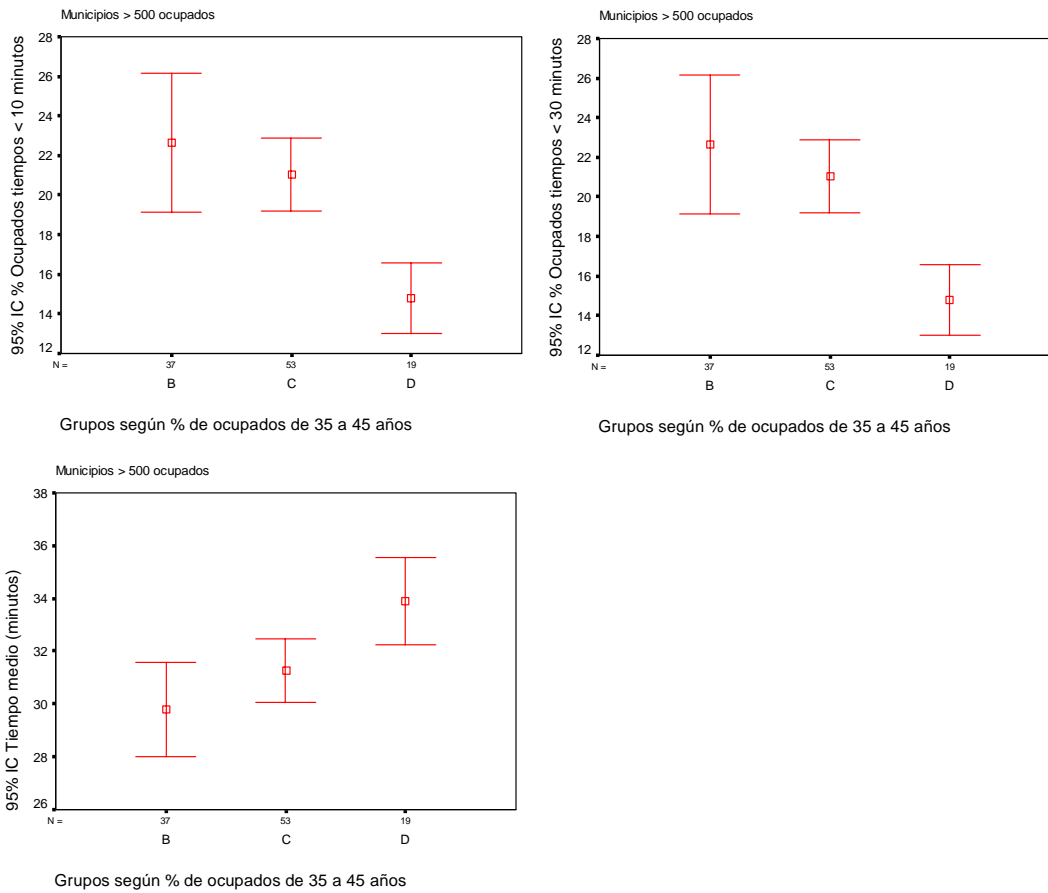 Municipios > 500 ocupados
95% IC % Ocupados tiempos < 10 minutos
28
26
24
22
20
18
16
14
12
N =
37
53
19
B
C
D
Grupos según % de ocupados de 35 a 45 años
Municipios > 500 ocupados
95% IC % Ocupados tiempos < 30 minutos
28
26
24
22
20
18
16
14
12
N =
37
53
19
B
C
D
Grupos según % de ocupados de 35 a 45 años
Municipios > 500 ocupados
95% IC Tiempo medio (minutos)
38
36
34
32
30
28
26
N =
37
53
19
B
C
D
Grupos según % de ocupados de 35 a 45 años